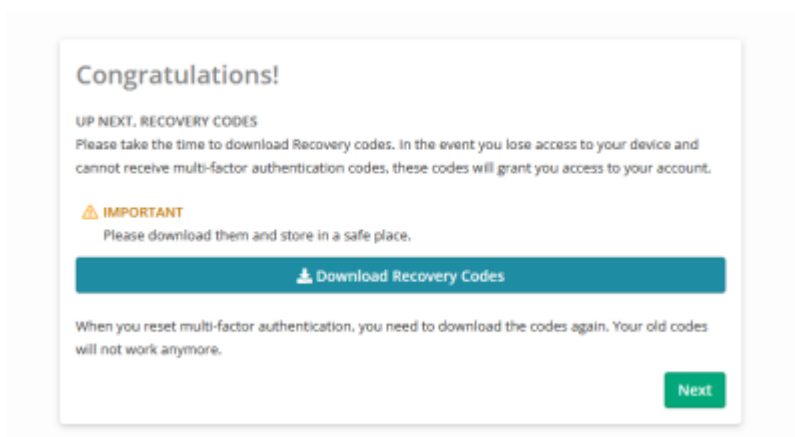 Congratulations!
UP NEXT, RECOVERY CODES
Please take the time to download Recovery codes. In the event you lose access to your device and
cannot receive multi-factor authentication codes, these codes will grant you access to your account.
IMPORTANT
Please download them and store in a safe place.
Download Recovery Codes
When you reset multi-factor authentication, you need to download the codes again. Your old codes
will not work anymore.
Next